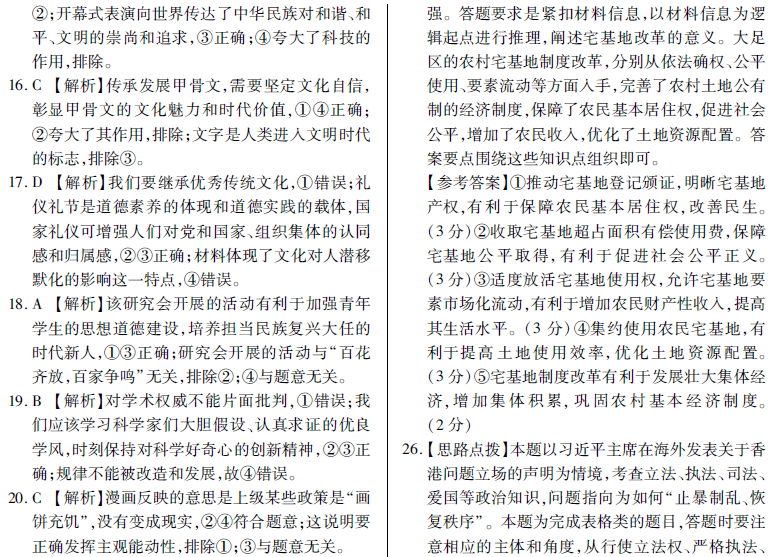 ②;开幕式表演向世界传达了中华民族对和谐、和
平、文明的崇尚和追求,③正确;④夸大了科技的
作用,排除。
16. C 【解析】传承发展甲骨文,需要坚定文化自信,
彰显甲骨文的文化魅力和时代价值,①④正确;
②夸大了其作用,排除;文字是人类进入文明时代
的标志,排除③。
17. D 【解析】我们要继承优秀传统文化,①错误;礼
仪礼节是道德素养的体现和道德实践的载体,国
家礼仪可增强人们对党和国家、组织集体的认同
感和归属感,②③正确;材料体现了文化对人潜移
默化的影响这一特点,④错误。
18. A 【解析】该研究会开展的活动有利于加强青年
学生的思想道德建设,培养担当民族复兴大任的
时代新人,①③正确;研究会开展的活动与“百花
齐放,百家争鸣”无关,排除②;④与题意无关。
19. B 【解析】对学术权威不能片面批判,①错误;我
们应该学习科学家们大胆假设、认真求证的优良
学风,时刻保持对科学好奇心的创新精神,②③正
确;规律不能被改造和发展,故④错误。
20. C 【解析】漫画反映的意思是上级某些政策是“画
饼充饥”,没有变成现实,②④符合题意;这说明要
正确发挥主观能动性,排除①;③与题意无关。
强。答题要求是紧扣材料信息,以材料信息为逻
辑起点进行推理,阐述宅基地改革的意义。大足
区的农村宅基地制度改革,分别从依法确权、公平
使用、要素流动等方面入手,完善了农村土地公有
制的经济制度,保障了农民基本居住权,促进社会
公平,增加了农民收入,优化了土地资源配置。答
案要点围绕这些知识点组织即可。
【参考答案】①推动宅基地登记颁证,明晰宅基地
产权,有利于保障农民基本居住权,改善民生。
(3 分)②收取宅基地超占面积有偿使用费,保障
宅基地公平取得,有利于促进社会公平正义。
(3 分)③适度放活宅基地使用权,允许宅基地要
素市场化流动,有利于增加农民财产性收入,提高
其生活水平。(3 分)④集约使用农民宅基地,有
利于提高土地使用效率,优化土地资源配置。
(3 分)⑤宅基地制度改革有利于发展壮大集体经
济,增加集体积累,巩固农村基本经济制度。
(2 分)
26. 【思路点拨】本题以习近平主席在海外发表关于香
港问题立场的声明为情境,考查立法、执法、司法、
爱国等政治知识,问题指向为如何“止暴制乱、恢
复秩序”。本题为完成表格类的题目,答题时要注
意相应的主体和角度,从行使立法权、严格执法、